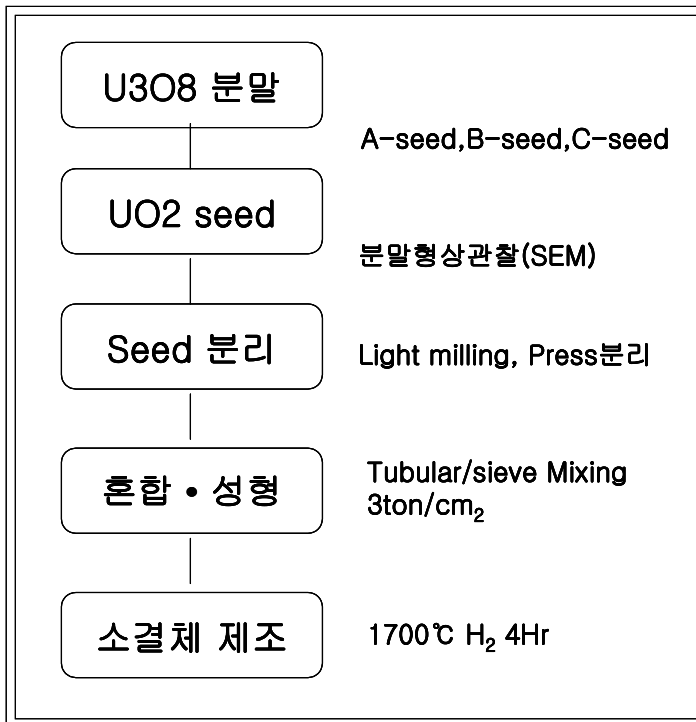 U3O8 분말
A-seed,B-seed,C-seed
UO2 seed
분말형상관찰(SEM)
Seed 분리
Light milling, Press분리
혼합 • 성형
Tubular/sieve Mixing
3ton/cm₂
소결체 제조
1700℃ H₂ 4Hr